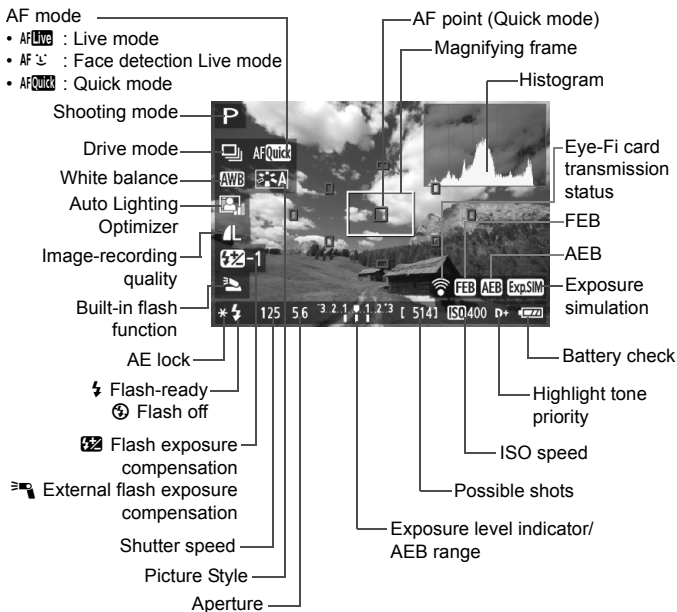 AF mode
• AF Live : Live mode
• AF : Face detection Live mode
• AF Quick : Quick mode
Shooting mode
Drive mode
White balance
Auto Lighting
Optimizer
Image-recording
quality
Built-in flash
function
AE lock
Flash-ready
Flash off
Flash exposure
compensation
External flash exposure
compensation
Shutter speed
Picture Style
Aperture
AF point (Quick mode)
Magnifying frame
Histogram
Eye-Fi card
transmission
status
FEB
AEB
Exposure
simulation
Battery check
Highlight tone
priority
ISO speed
Possible shots
Exposure level indicator/
AEB range
P
AF Quick
AWB A
L
-1
FEB AEB Exp.SIM
* 125 5.6 3..2..1..1..2..3 [ 514] ISO 400 D+